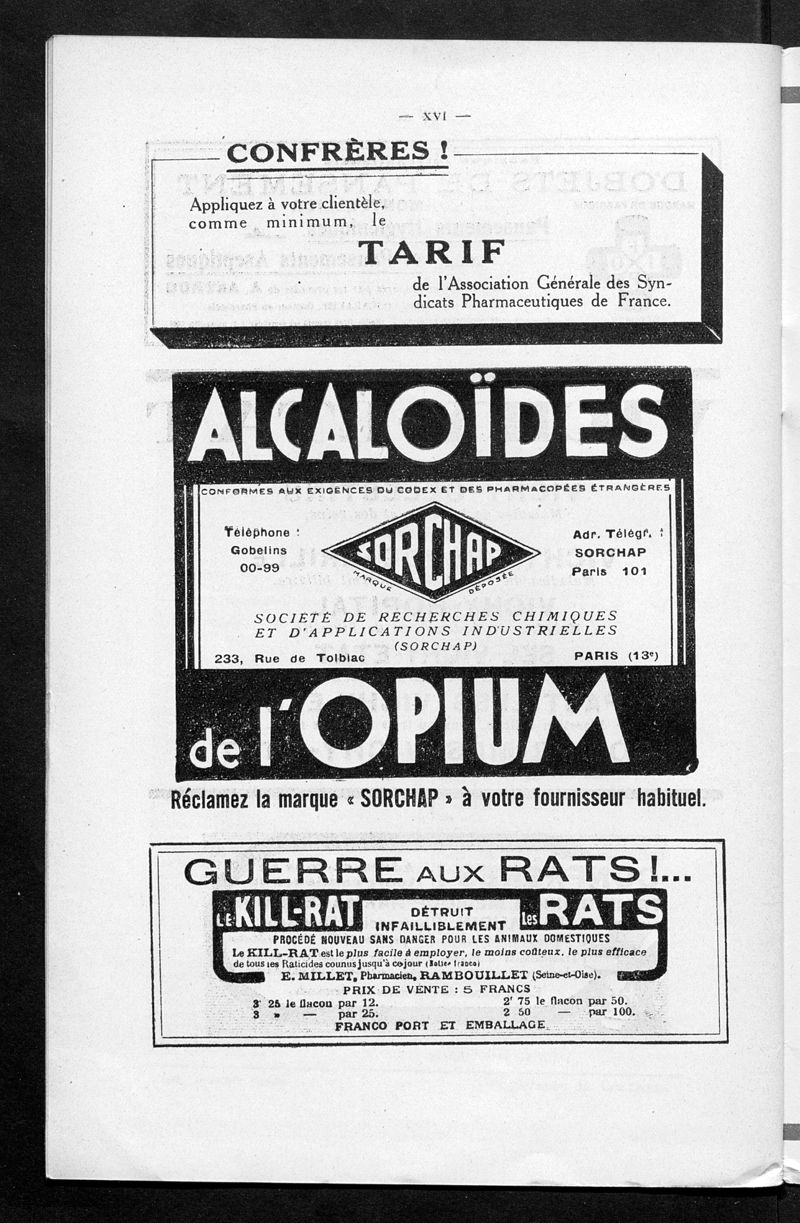 — XVI —
CONFRÈRES !
Appliquez à votre clientèle,
comme minimum, le
TARIF
de l'Association Générale des Syn-
dicats Pharmaceutiques de France.
ALCALOÏDES
CONFORMES AUX EXIGENCES DU CODEX ET DES PHARMACOPÉES ÉTRANGÈRES
Téléphone :
Gobelins
00-99
SORCHAP
MARQUE DÉPOSÉE
Adr. Télégr. :
SORCHAP
Paris 101
SOCIETÉ DE RECHERCHES CHIMIQUES
ET D'APPLICATIONS INDUSTRIELLES
(SORCHAP)
233, Rue de Tolbiac PARIS (13e)
de l'OPIUM
Réclamez la marque « SORCHAP » à votre fournisseur habituel.
GUERRE AUX RATS !...
LE KILL-RAT DÉTRUIT INFAILLIBLEMENT les RATS
PROCÉDÉ NOUVEAU SANS DANGER POUR LES ANIMAUX DOMESTIQUES
Le KILL-RAT est le plus facile à employer, le moins coûteux, le plus efficace
de tous les Raticides connus jusqu'à ce jour
E. MILLET, Pharmacien, RAMBOUILLET (Seine-et-Oise).
PRIX DE VENTE : 5 FRANCS
3' 25 le flacon par 12. 2' 75 le flacon par 50.
3 » — par 25. 2 50 — par 100.
FRANCO PORT ET EMBALLAGE